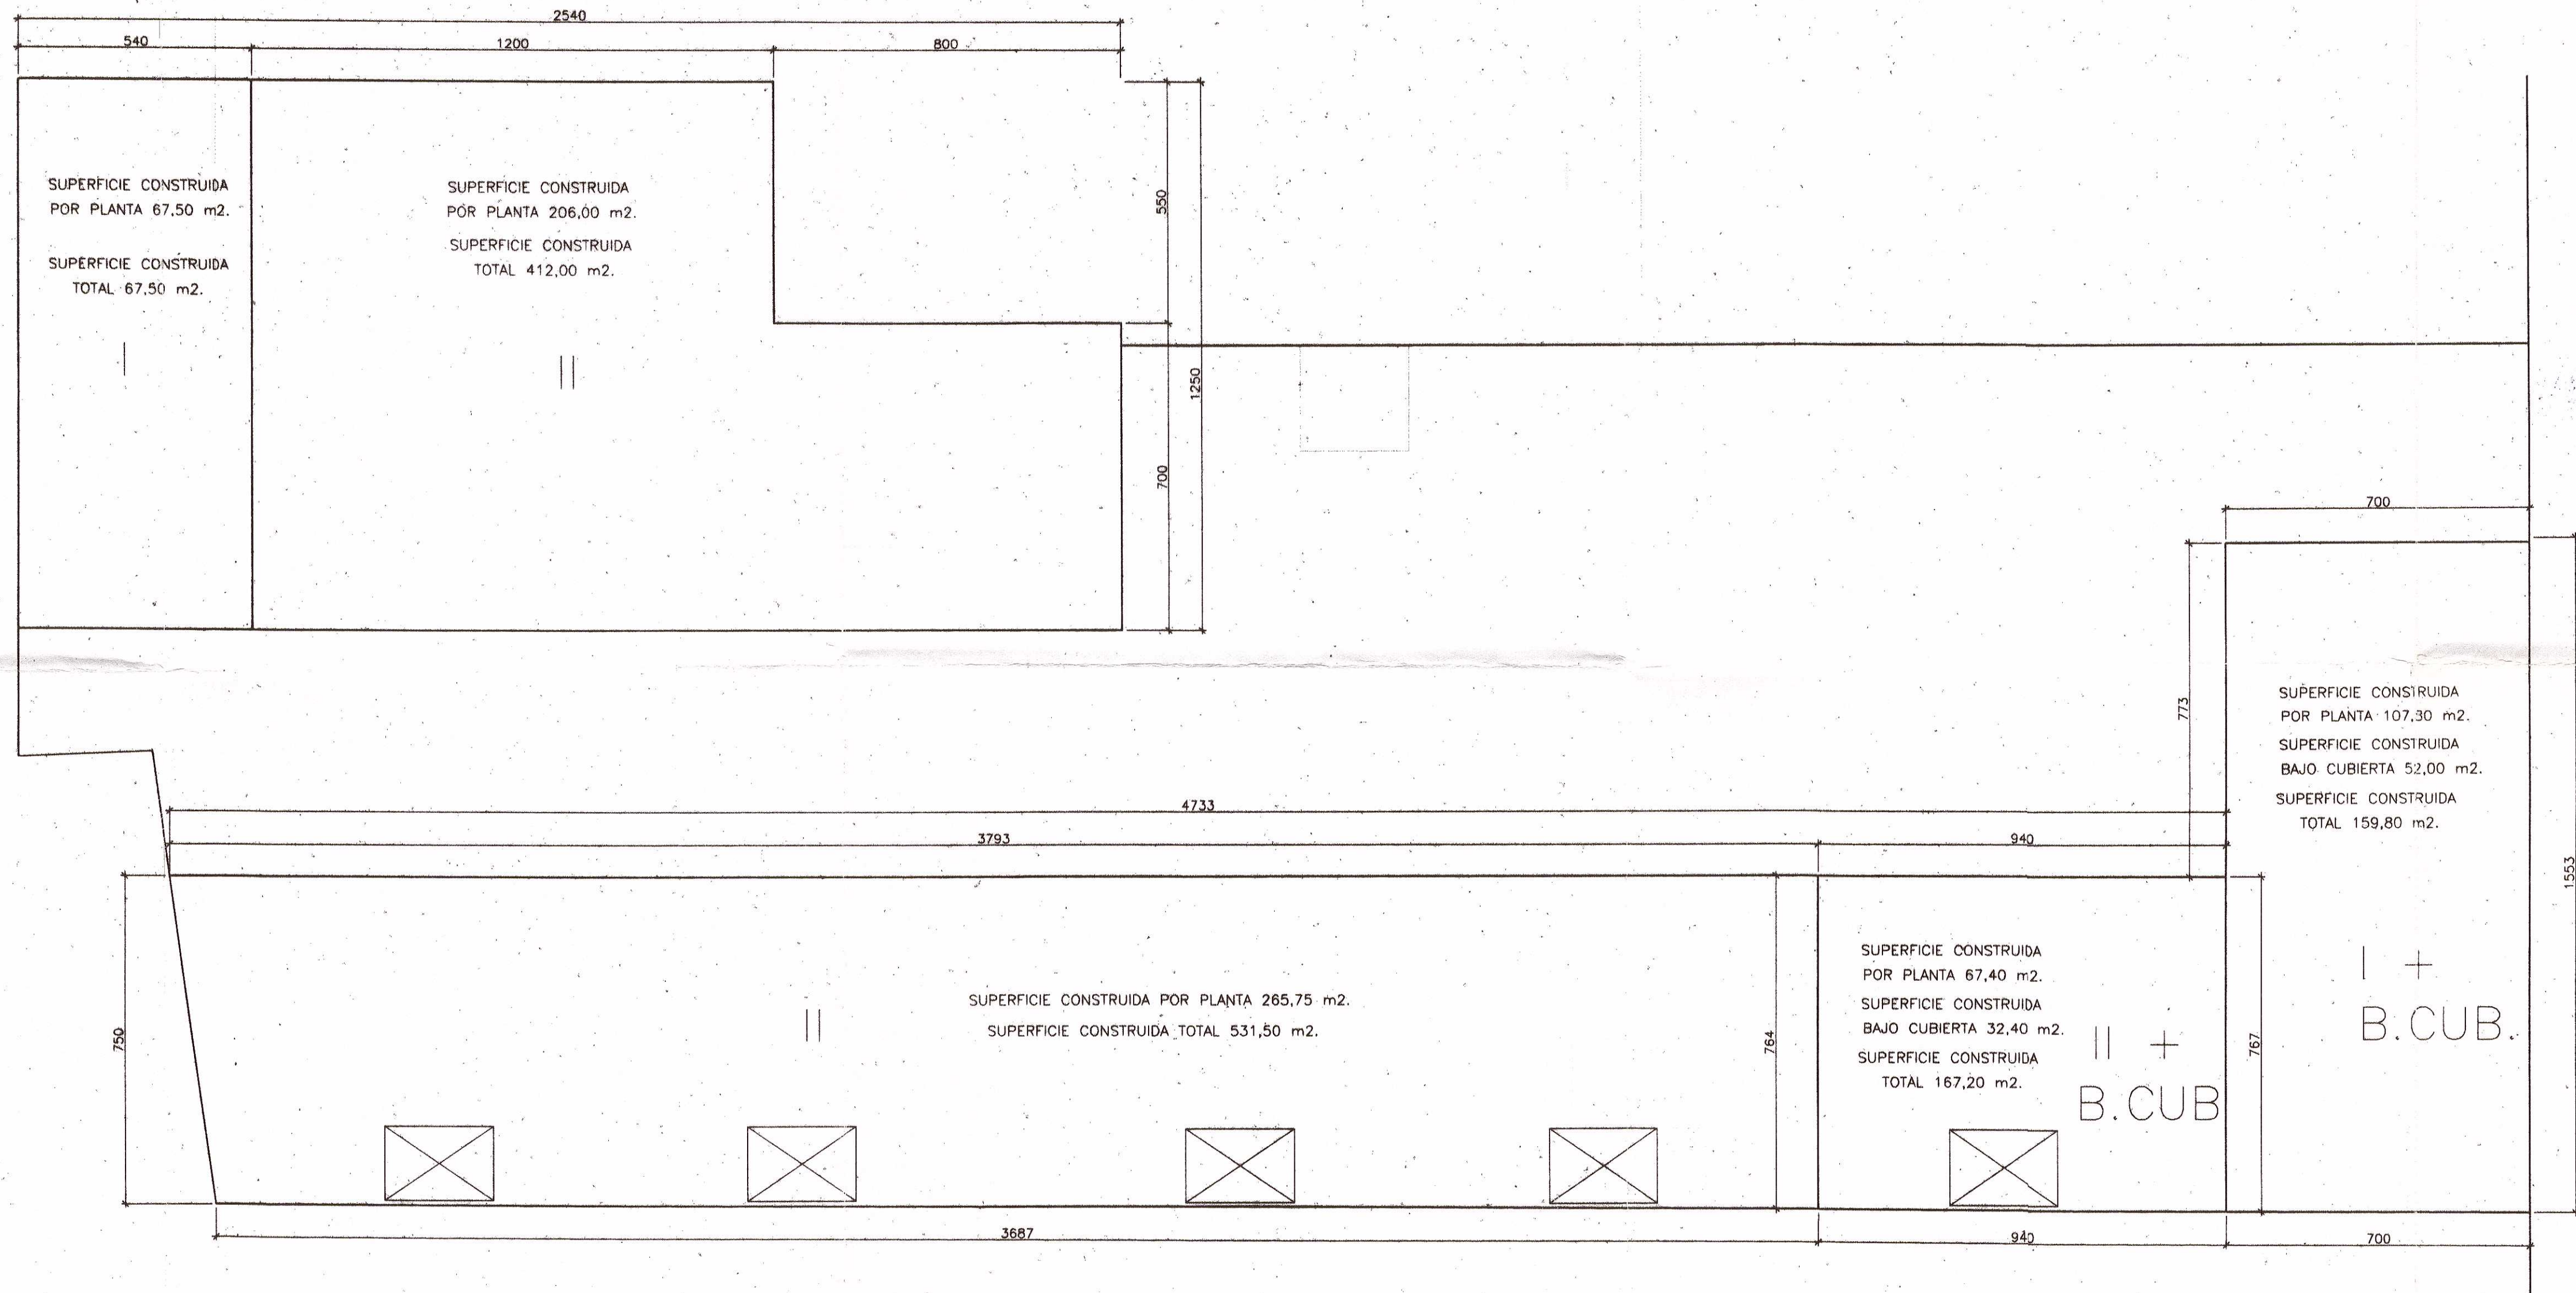 2540
540
1200
800
SUPERFICIE CONSTRUIDA
POR PLANTA 67,50 m2.
SUPERFICIE CONSTRUIDA
TOTAL 67,50 m2.
I
SUPERFICIE CONSTRUIDA
POR PLANTA 206,00 m2.
SUPERFICIE CONSTRUIDA
TOTAL 412,00 m2.
II
550
1250
700
700
773
SUPERFICIE CONSTRUIDA
POR PLANTA 107,30 m2.
SUPERFICIE CONSTRUIDA
BAJO CUBIERTA 52,00 m2.
SUPERFICIE CONSTRUIDA
TOTAL 159,80 m2.
I +
B.CUB.
1553
4733
3793
940
750
II
SUPERFICIE CONSTRUIDA POR PLANTA 265,75 m2.
SUPERFICIE CONSTRUIDA TOTAL 531,50 m2.
764
SUPERFICIE CONSTRUIDA
POR PLANTA 67,40 m2.
SUPERFICIE CONSTRUIDA
BAJO CUBIERTA 32,40 m2.
SUPERFICIE CONSTRUIDA
TOTAL 167,20 m2.
II +
B.CUB
767
3687
940
700